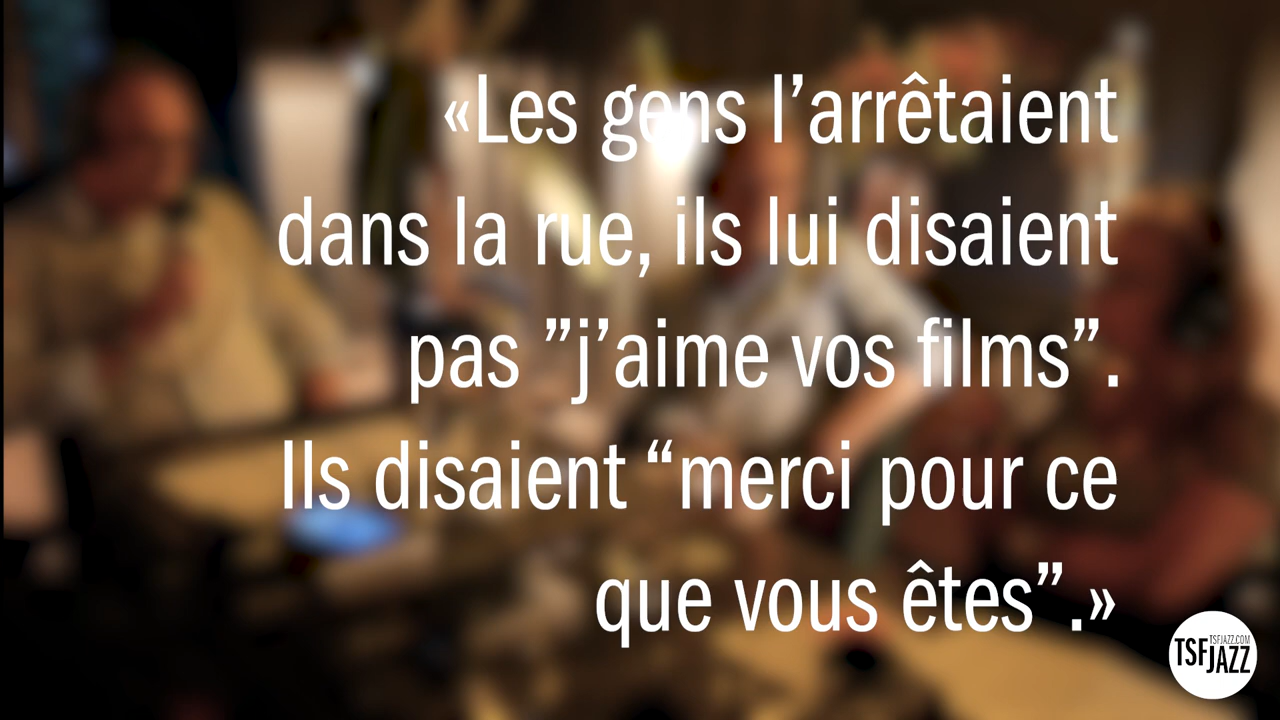 «Les gens l’arrêtaient
dans la rue, ils lui disaient
pas ”j’aime vos films”.
Ils disaient “merci pour ce
que vous êtes”.»
TSFJAZZ.COM
TSF JAZZ